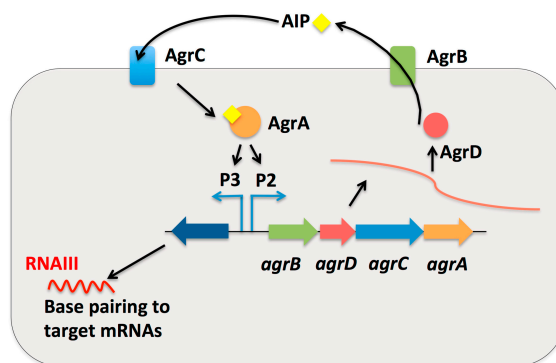 AIP
AgrC
AgrB
AgrA
AgrD
P3 P2
agrB agrD agrC agrA
RNAIII
Base pairing to
target mRNAs